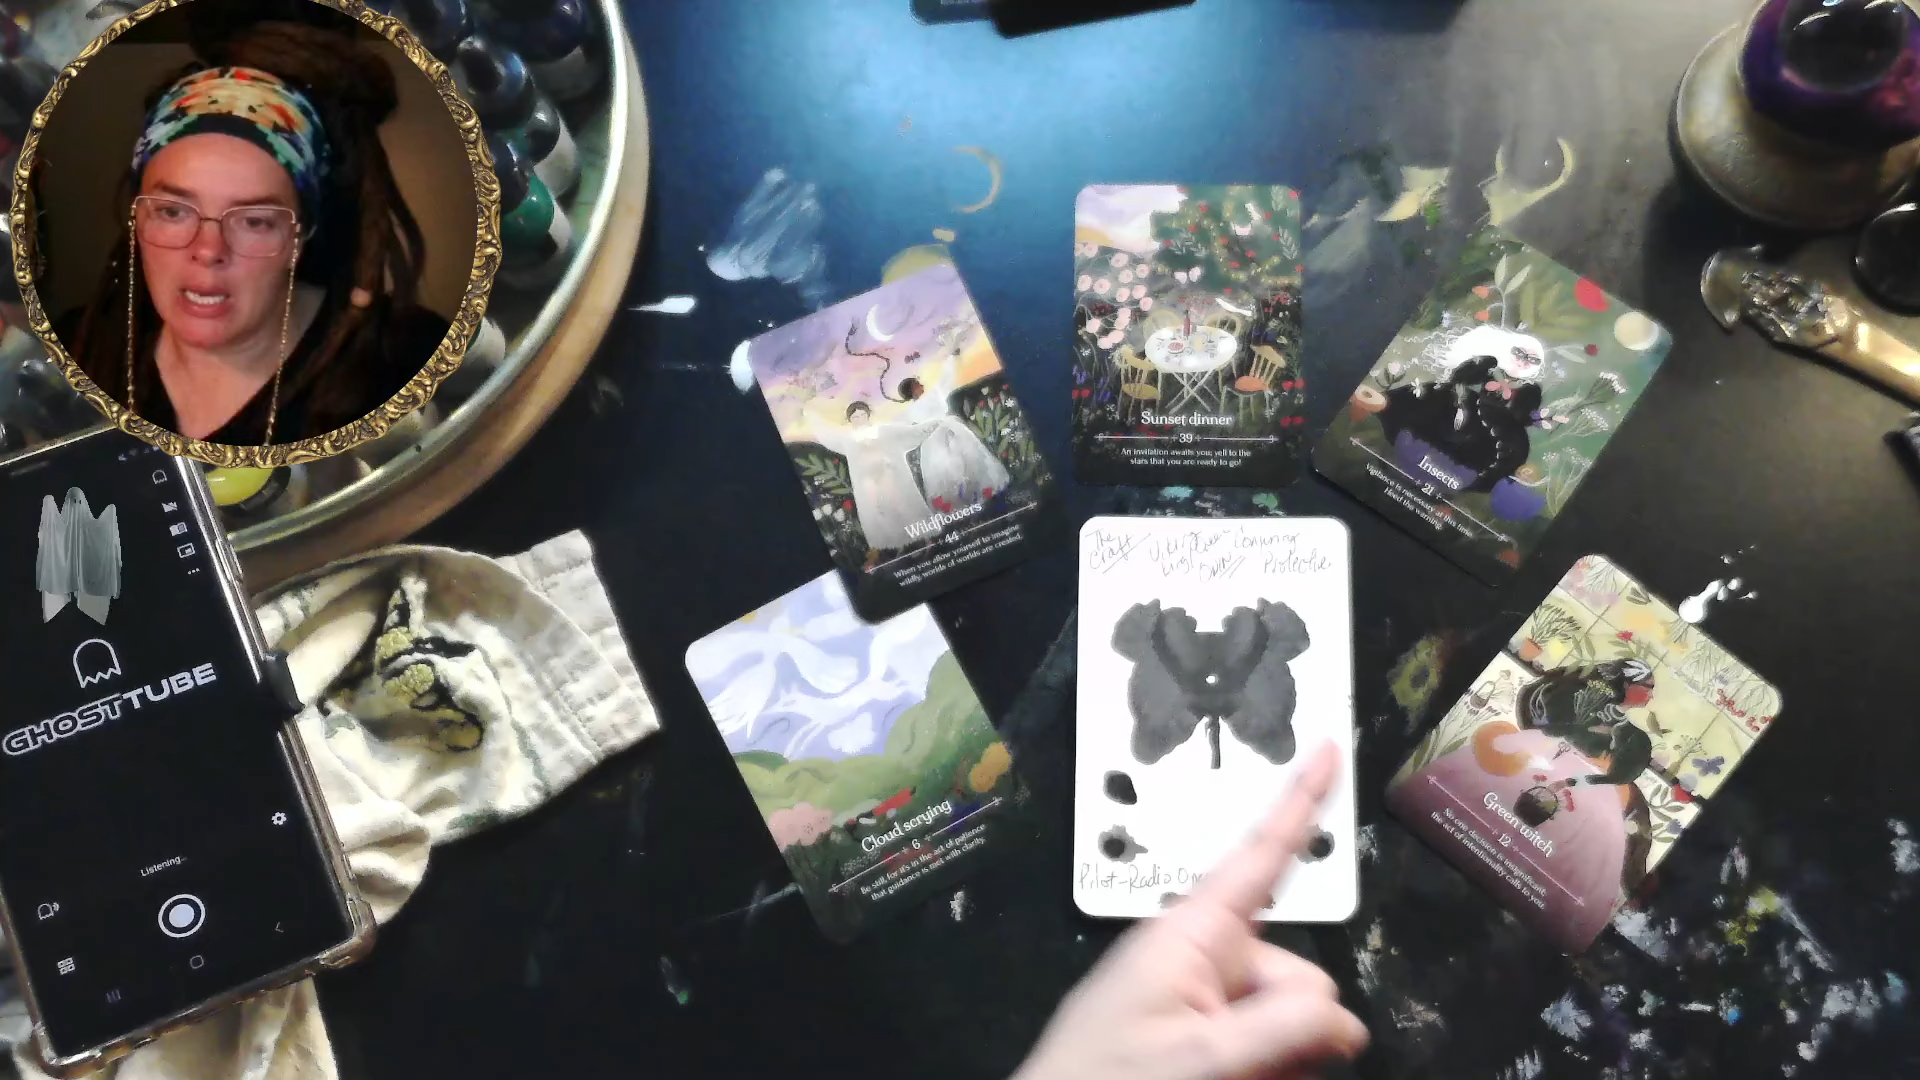 Sunset dinner
39
An invitation awaits you; yell to the
stars that you are ready to go!
Wildflowers
44
When you allow yourself to imagine
wildly, worlds of worlds are created.
Insects
21
Vigilance is necessary at this time.
Heed the warning.
The Craft
Conjuring
Protective
Pilot-Radio
Cloud scrying
6
Be still, for it's in the act of patience
that guidance is met with clarity.
Green witch
12
No one decision is insignificant,
the act of intentionality calls to you.
GHOSTTUBE
Listening...